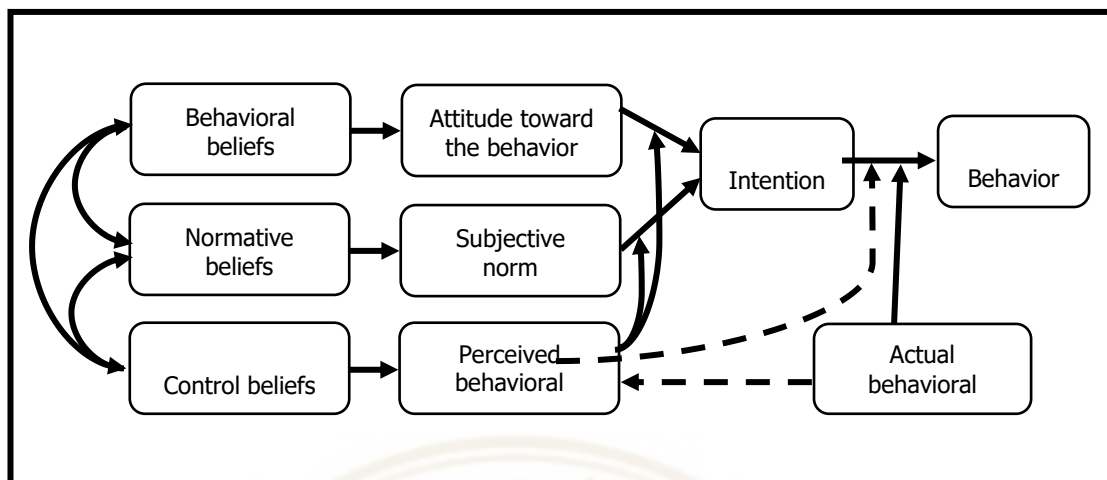 Behavioral
beliefs
Attitude toward
the behavior
Intention
Behavior
Normative
beliefs
Subjective
norm
Control beliefs
Perceived
behavioral
Actual
behavioral